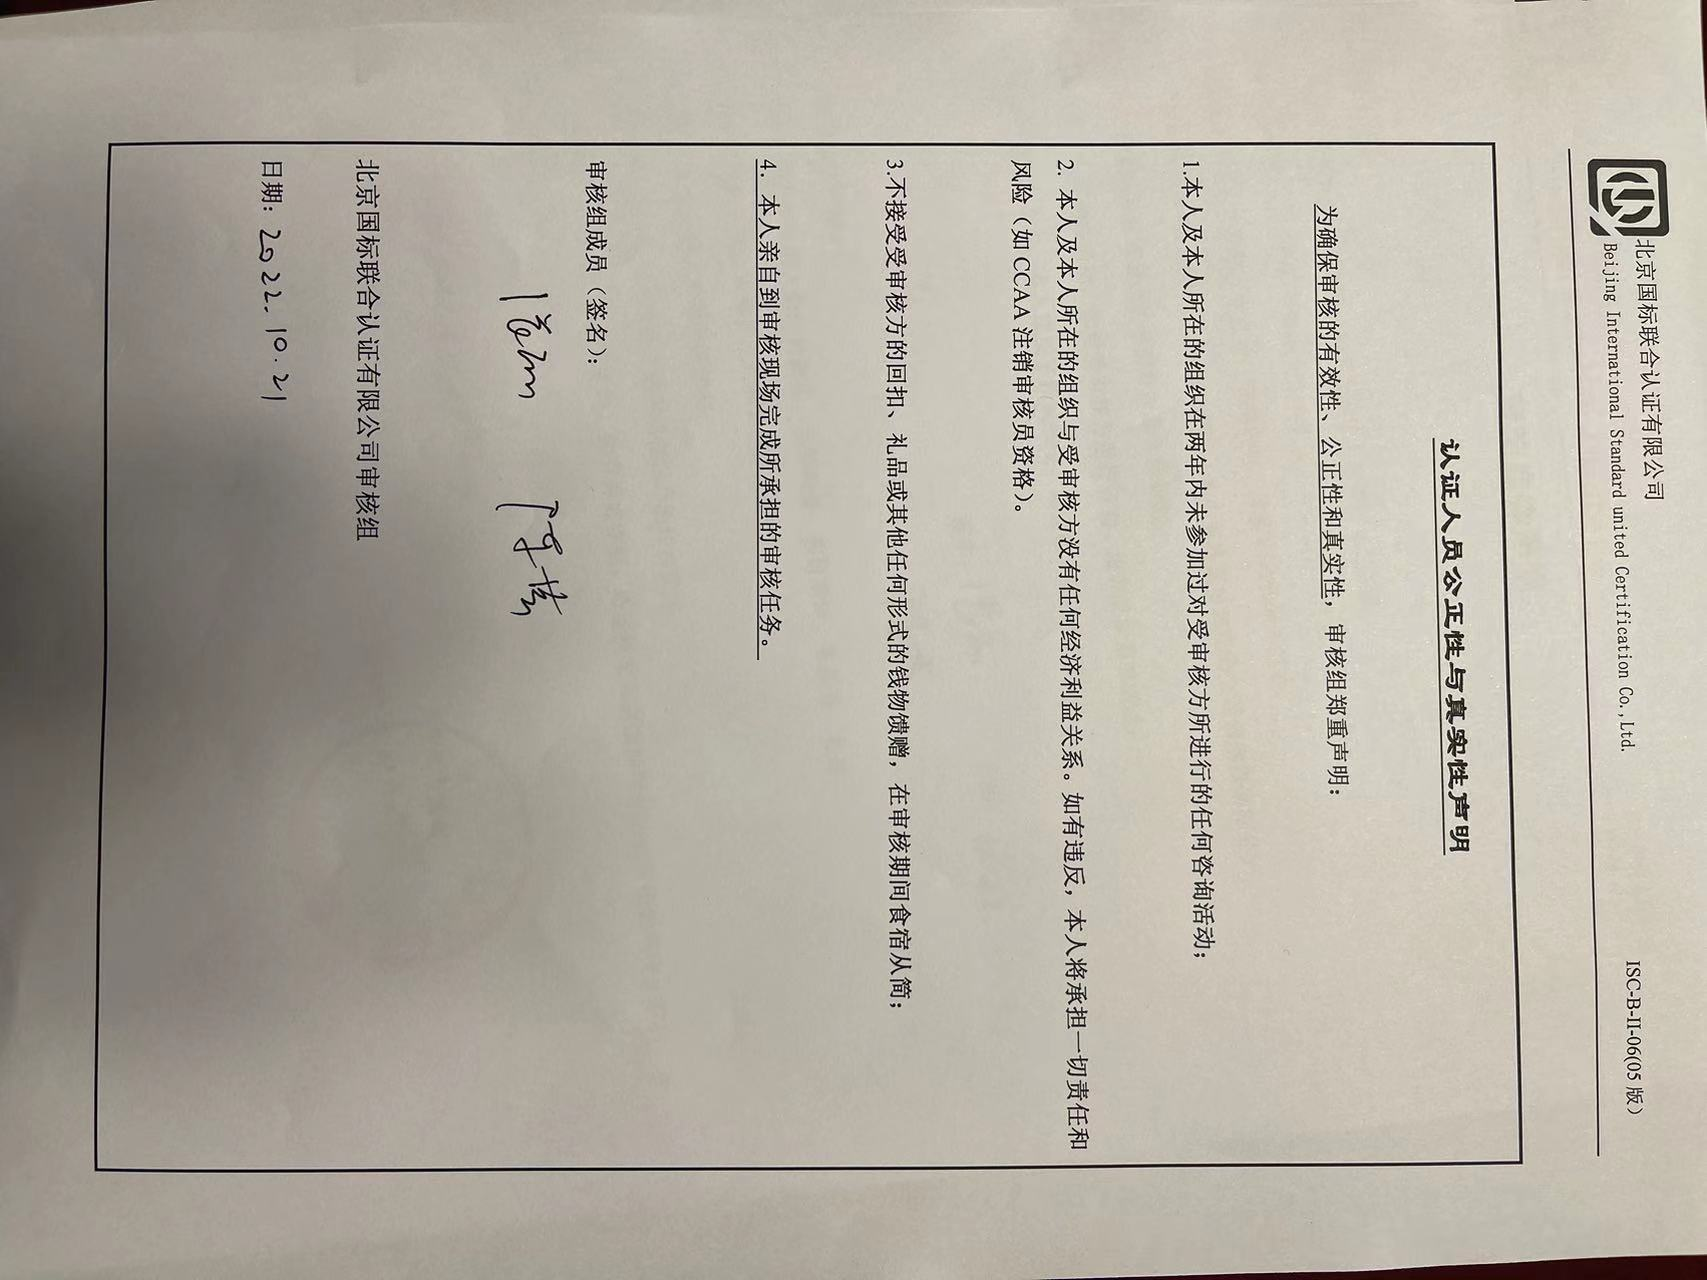 北京国标联合认证有限公司
Beijing International Standard united Certification Co.,Ltd.
ISC-B-II-06(05 版）
认证人员公正性与真实性声明
为确保审核的有效性、公正性和真实性，审核组郑重声明：
1.本人及本人所在的组织在两年内未参加过对受审核方所进行的任何咨询活动；
2. 本人及本人所在的组织与受审核方没有任何经济利益关系。如有违反，本人将承担一切责任和
风险（如 CCAA 注销审核员资格）。
3.不接受受审核方的回扣、礼品或其他任何形式的钱物馈赠，在审核期间食宿从简；
4. 本人亲自到审核现场完成所承担的审核任务。
审核组成员（签名）：
北京国标联合认证有限公司审核组
日期：2022.10.21